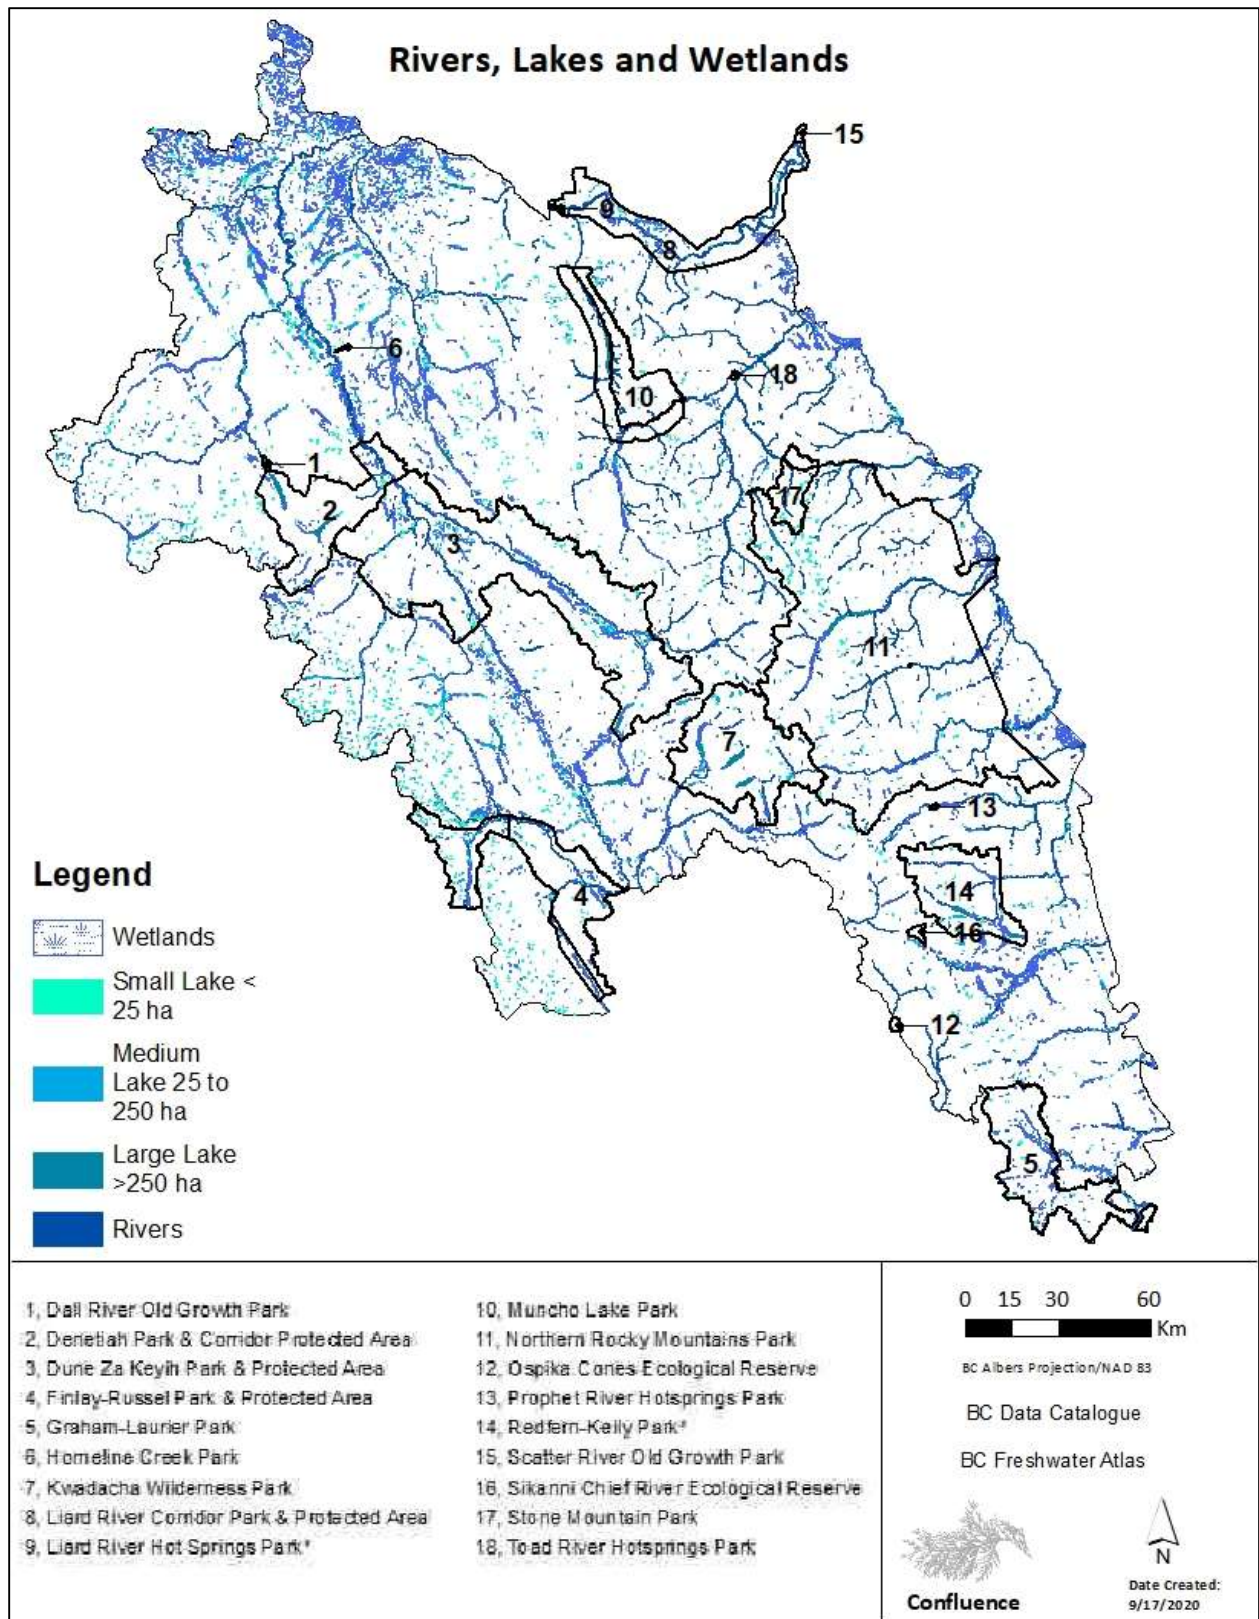 Rivers, Lakes and Wetlands
15
9
8
6
10
18
1
17
2
3
11
7
13
14
4
16
12
5
Legend
Wetlands
Small Lake <
25 ha
Medium
Lake 25 to
250 ha
Large Lake
>250 ha
Rivers
1, Dall River Old Growth Park
2, Denetiah Park & Corridor Protected Area
3, Dune Za Keyih Park & Protected Area
4, Finlay-Russel Park & Protected Area
5, Graham-Laurier Park
6, Horneline Creek Park
7, Kwadacha Wilderness Park
8, Liard River Corridor Park & Protected Area
9, Liard River Hot Springs Park*
10, Muncho Lake Park
11, Northern Rocky Mountains Park
12, Ospika Cones Ecological Reserve
13, Prophet River Hotsprings Park
14, Redfern-Kelly Park*
15, Scatter River Old Growth Park
16, Sikanni Chief River Ecological Reserve
17, Stone Mountain Park
18, Toad River Hotsprings Park
0 15 30 60
Km
BC Albers Projection/NAD 83
BC Data Catalogue
BC Freshwater Atlas
Confluence
N
Date Created:
9/17/2020